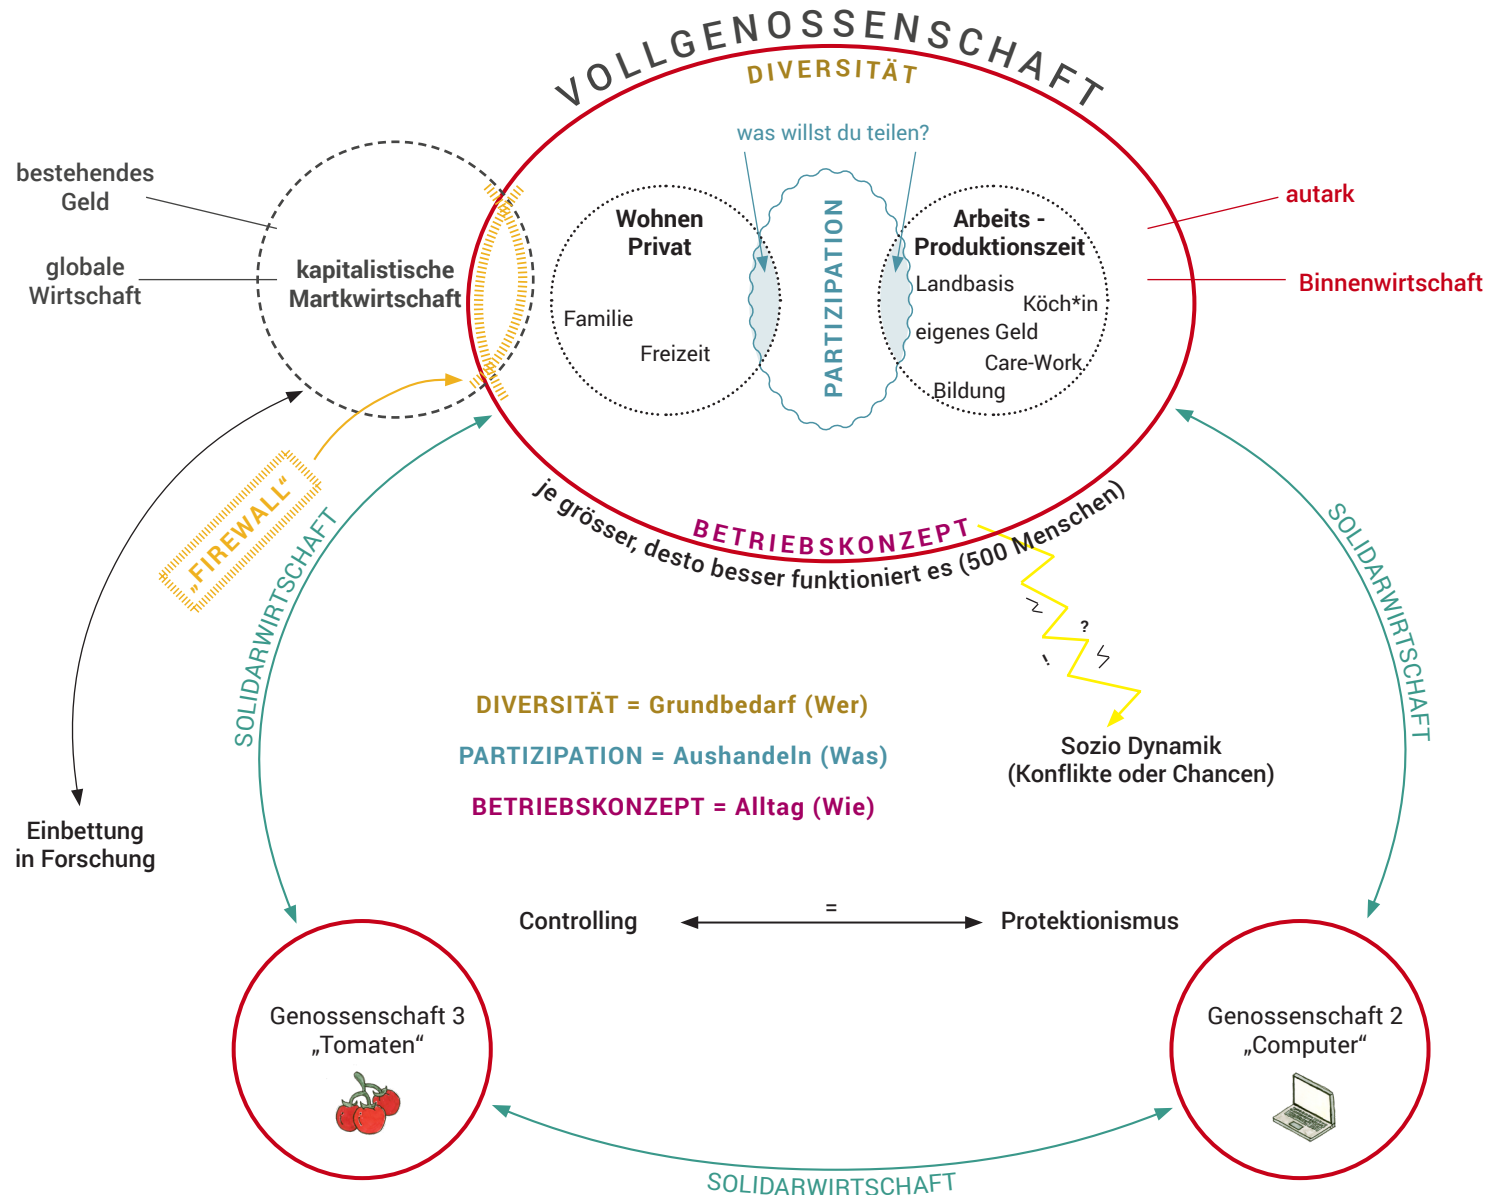 VOLLGENOSSENSCHAFT
DIVERSITÄT
was willst du teilen?
bestehendes
Geld
globale
Wirtschaft
kapitalistische
Martkwirtschaft
Wohnen
Privat
Familie
Freizeit
PARTIZIPATION
Arbeits -
Produktionszeit
Landbasis
Köch*in
eigenes Geld
Care-Work
Bildung
autark
Binnenwirtschaft
„FIREWALL“
BETRIEBSKONZEPT
je grösser, desto besser funktioniert es (500 Menschen)
SOLIDARWIRTSCHAFT
SOLIDARWIRTSCHAFT
?
!
DIVERSITÄT = Grundbedarf (Wer)
PARTIZIPATION = Aushandeln (Was)
BETRIEBSKONZEPT = Alltag (Wie)
Sozio Dynamik
(Konflikte oder Chancen)
Einbettung
in Forschung
Controlling
=
Protektionismus
Genossenschaft 3
„Tomaten“
Genossenschaft 2
„Computer“
SOLIDARWIRTSCHAFT